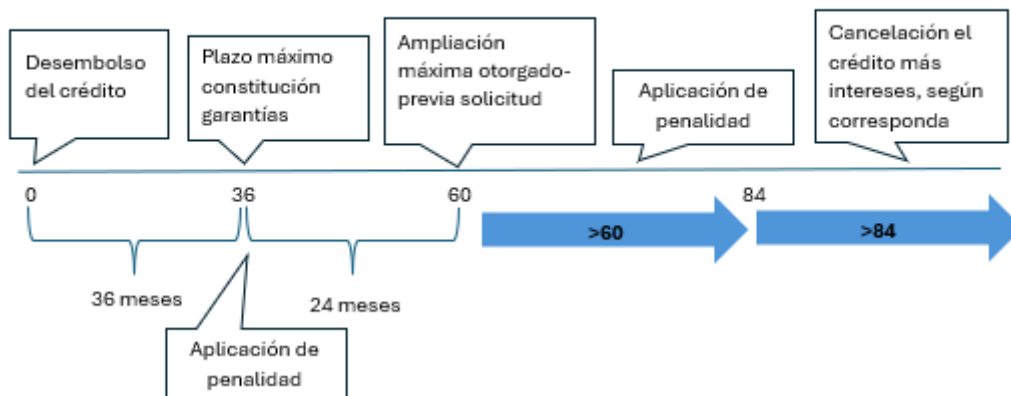 Desembolso
del crédito
Plazo máximo
constitución
garantías
Ampliación
máxima otorgado-
previa solicitud
Aplicación de
penalidad
Cancelación el
crédito más
intereses, según
corresponda
0
36
60
84
>60
>84
36 meses
24 meses
Aplicación de
penalidad